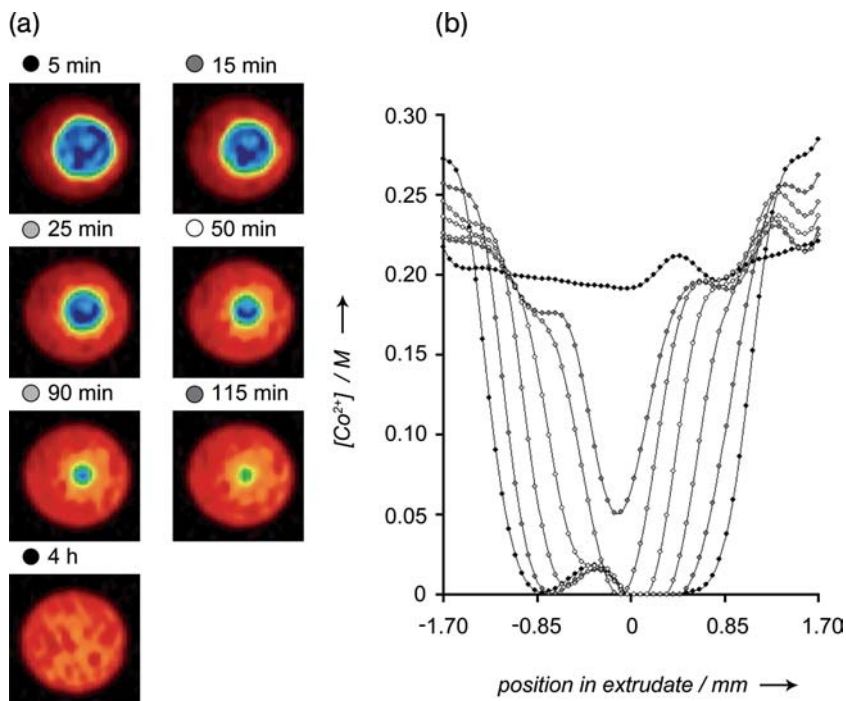 (a)
5 min
15 min
25 min
50 min
90 min
115 min
4 h
(b)
0.30
0.25
0.20
0.15
0.10
0.05
0
[Co²⁺] / M →
-1.70
-0.85
0
0.85
1.70
position in extrudate / mm →